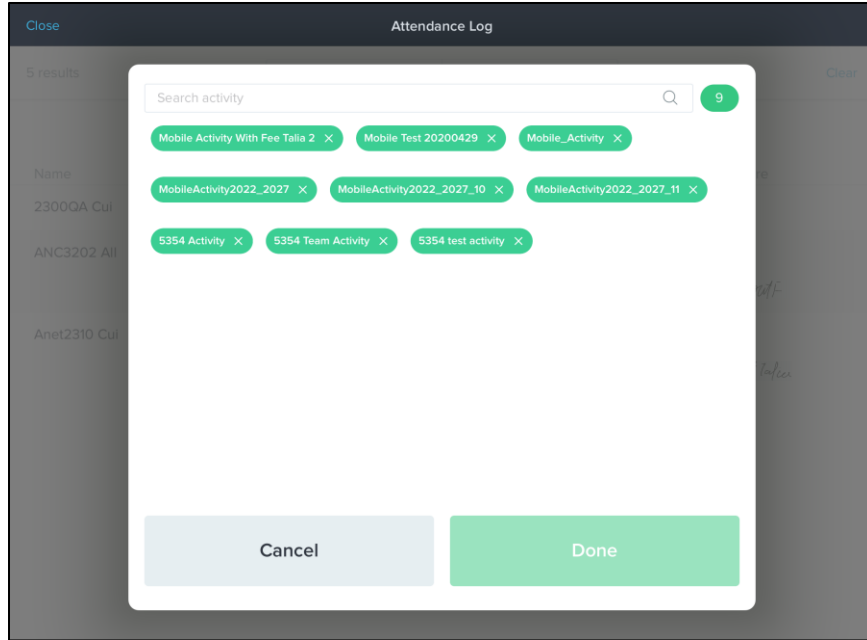 Close Attendance Log
5 results Clear
Search activity 9
Mobile Activity With Fee Talia 2 Mobile Test 20200429 Mobile_Activity
Name
MobileActivity2022_2027 MobileActivity2022_2027_10 MobileActivity2022_2027_11
2300QA Cui
5354 Activity 5354 Team Activity 5354 test activity
ANC3202 All
Anet2310 Cui
Cancel Done